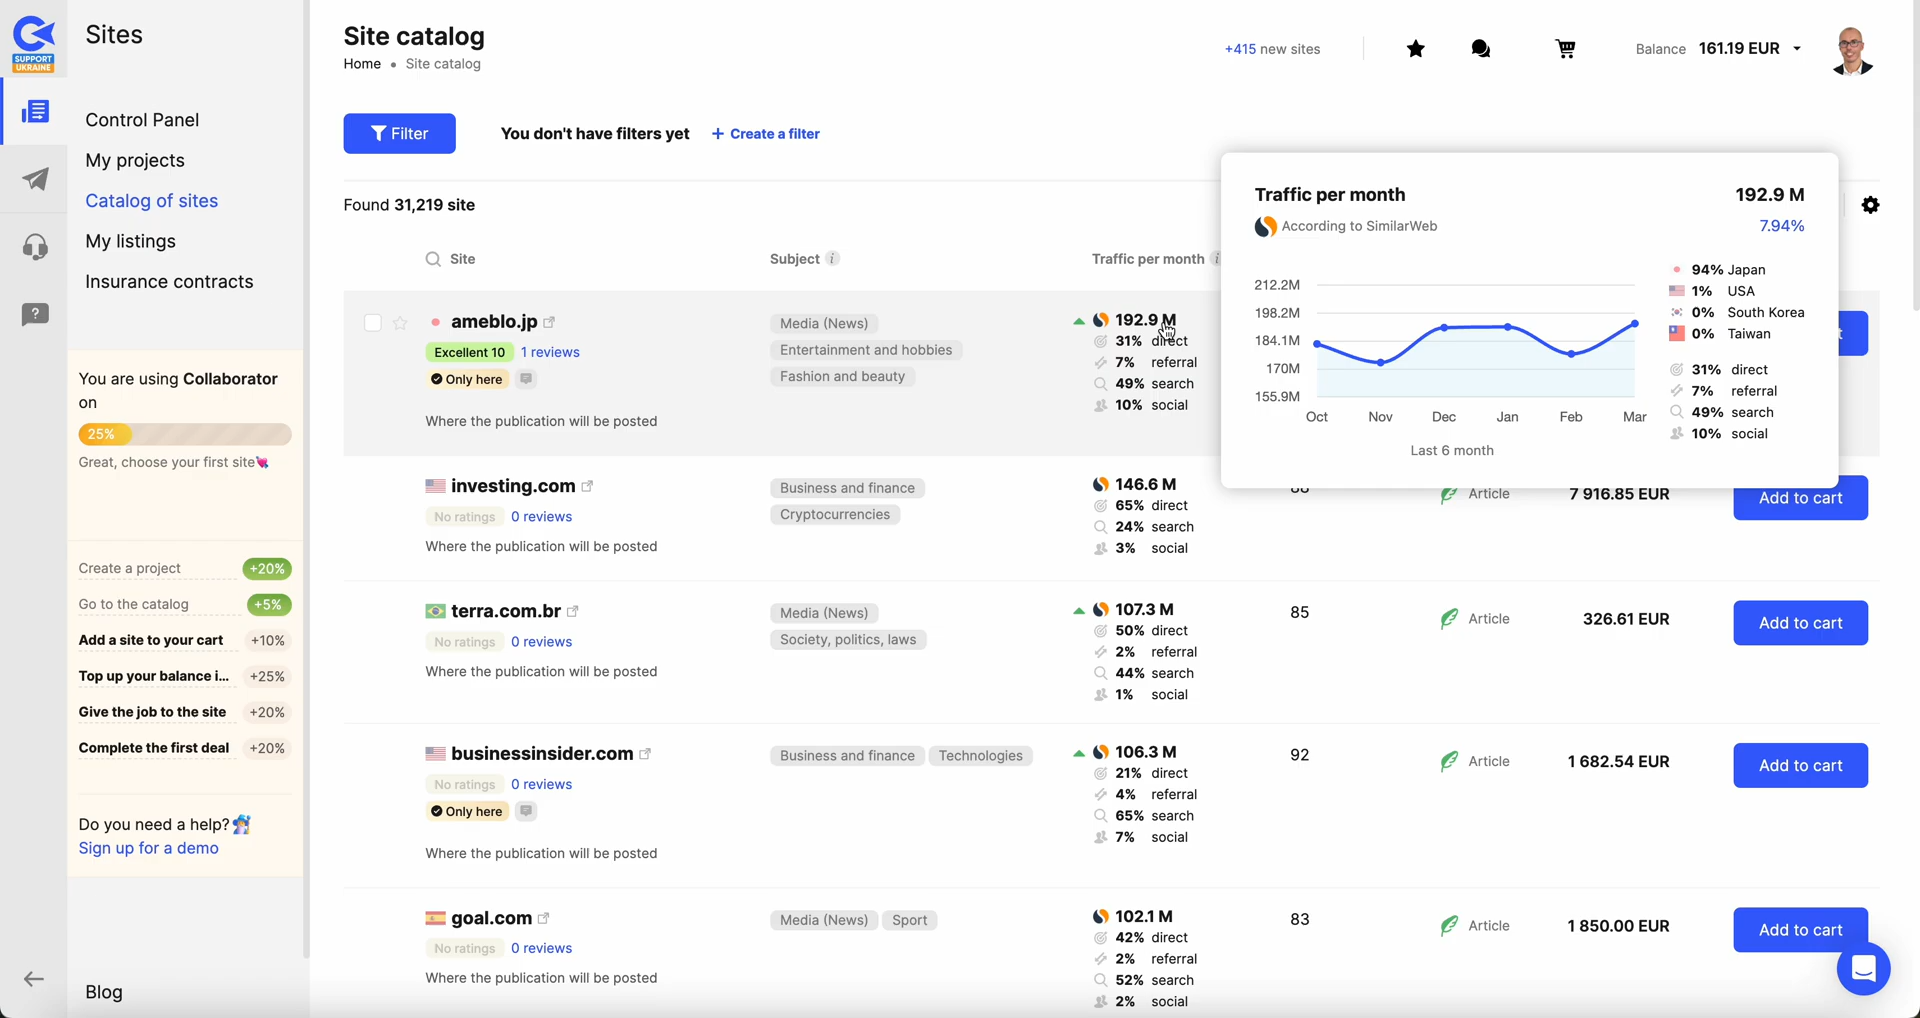 SUPPORT
UKRAINE
Sites
Control Panel
My projects
Catalog of sites
My listings
Insurance contracts
You are using Collaborator
on
25%
Great, choose your first site
Create a project +20%
Go to the catalog +5%
Add a site to your cart +10%
Top up your balance i... +25%
Give the job to the site +20%
Complete the first deal +20%
Do you need a help?
Sign up for a demo
Blog
Site catalog
Home • Site catalog
+415 new sites
Balance 161.19 EUR
Filter
You don't have filters yet
+ Create a filter
Found 31,219 site
Site
Subject i
Traffic per month i
ameblo.jp
Excellent 10 1 reviews
Only here
Where the publication will be posted
Media (News)
Entertainment and hobbies
Fashion and beauty
192.9 M
31% direct
7% referral
49% search
10% social
t
Traffic per month 192.9 M
According to SimilarWeb 7.94%
212.2M
198.2M
184.1M
170M
155.9M
Oct Nov Dec Jan Feb Mar
Last 6 month
94% Japan
1% USA
0% South Korea
0% Taiwan
31% direct
7% referral
49% search
10% social
investing.com
No ratings 0 reviews
Where the publication will be posted
Business and finance
Cryptocurrencies
146.6 M
65% direct
24% search
3% social
Article
7 916.85 EUR
Add to cart
terra.com.br
No ratings 0 reviews
Where the publication will be posted
Media (News)
Society, politics, laws
107.3 M
50% direct
2% referral
44% search
1% social
85
Article
326.61 EUR
Add to cart
businessinsider.com
No ratings 0 reviews
Only here
Where the publication will be posted
Business and finance Technologies
106.3 M
21% direct
4% referral
65% search
7% social
92
Article
1 682.54 EUR
Add to cart
goal.com
No ratings 0 reviews
Where the publication will be posted
Media (News) Sport
102.1 M
42% direct
2% referral
52% search
2% social
83
Article
1 850.00 EUR
Add to cart